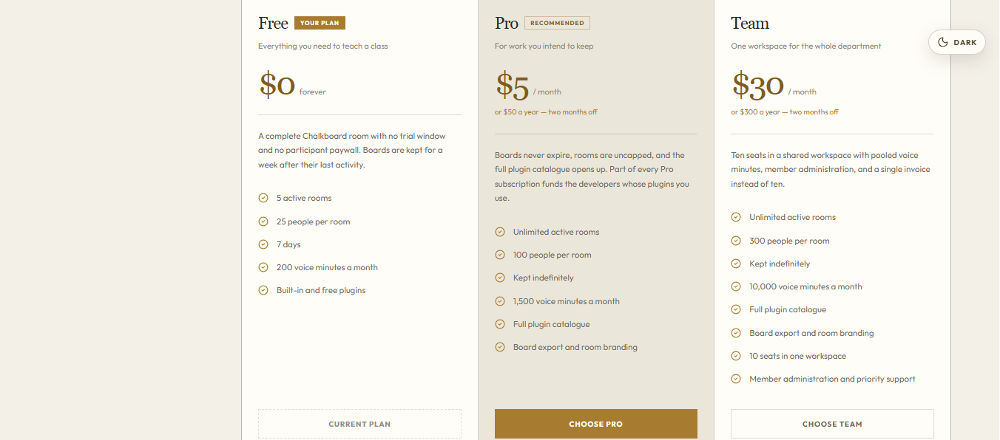 Free
YOUR PLAN
Everything you need to teach a class
$0 forever
A complete Chalkboard room with no trial window
and no participant paywall. Boards are kept for a
week after their last activity.
5 active rooms
25 people per room
7 days
200 voice minutes a month
Built-in and free plugins
CURRENT PLAN
Pro
RECOMMENDED
For work you intend to keep
$5 / month
or $50 a year — two months off
Boards never expire, rooms are uncapped, and the
full plugin catalogue opens up. Part of every Pro
subscription funds the developers whose plugins you
use.
Unlimited active rooms
100 people per room
Kept indefinitely
1,500 voice minutes a month
Full plugin catalogue
Board export and room branding
CHOOSE PRO
Team
One workspace for the whole department
$30 / month
or $300 a year — two months off
Ten seats in a shared workspace with pooled voice
minutes, member administration, and a single invoice
instead of ten.
Unlimited active rooms
300 people per room
Kept indefinitely
10,000 voice minutes a month
Full plugin catalogue
Board export and room branding
10 seats in one workspace
Member administration and priority support
CHOOSE TEAM
DARK